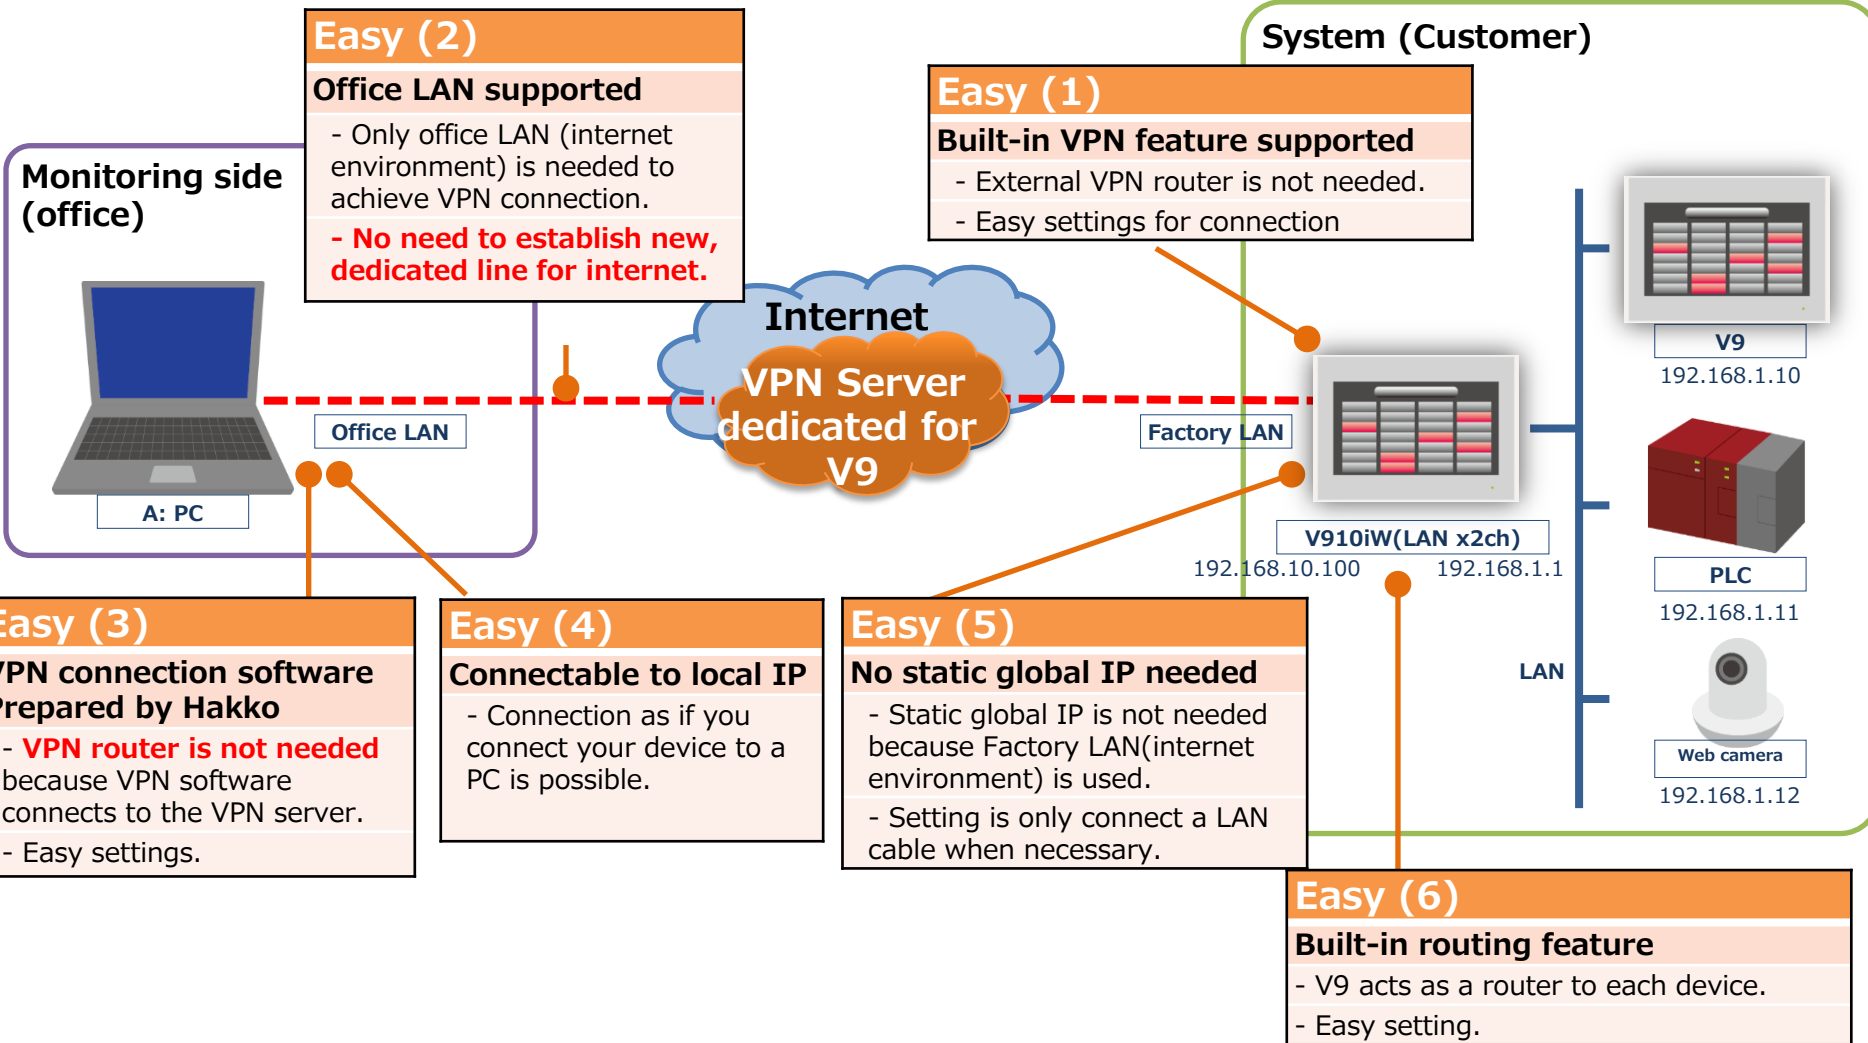 Easy (2)
Office LAN supported
- Only office LAN (internet
environment) is needed to
achieve VPN connection.
- No need to establish new,
dedicated line for internet.
System (Customer)
Easy (1)
Built-in VPN feature supported
- External VPN router is not needed.
- Easy settings for connection
Monitoring side
(office)
Internet
VPN Server
dedicated for
V9
Office LAN
A: PC
Factory LAN
V910iW(LAN x2ch)
192.168.10.100
192.168.1.1
V9
192.168.1.10
PLC
192.168.1.11
LAN
Web camera
192.168.1.12
Easy (3)
VPN connection software
Prepared by Hakko
- VPN router is not needed
because VPN software
connects to the VPN server.
- Easy settings.
Easy (4)
Connectable to local IP
- Connection as if you
connect your device to a
PC is possible.
Easy (5)
No static global IP needed
- Static global IP is not needed
because Factory LAN(internet
environment) is used.
- Setting is only connect a LAN
cable when necessary.
Easy (6)
Built-in routing feature
- V9 acts as a router to each device.
- Easy setting.